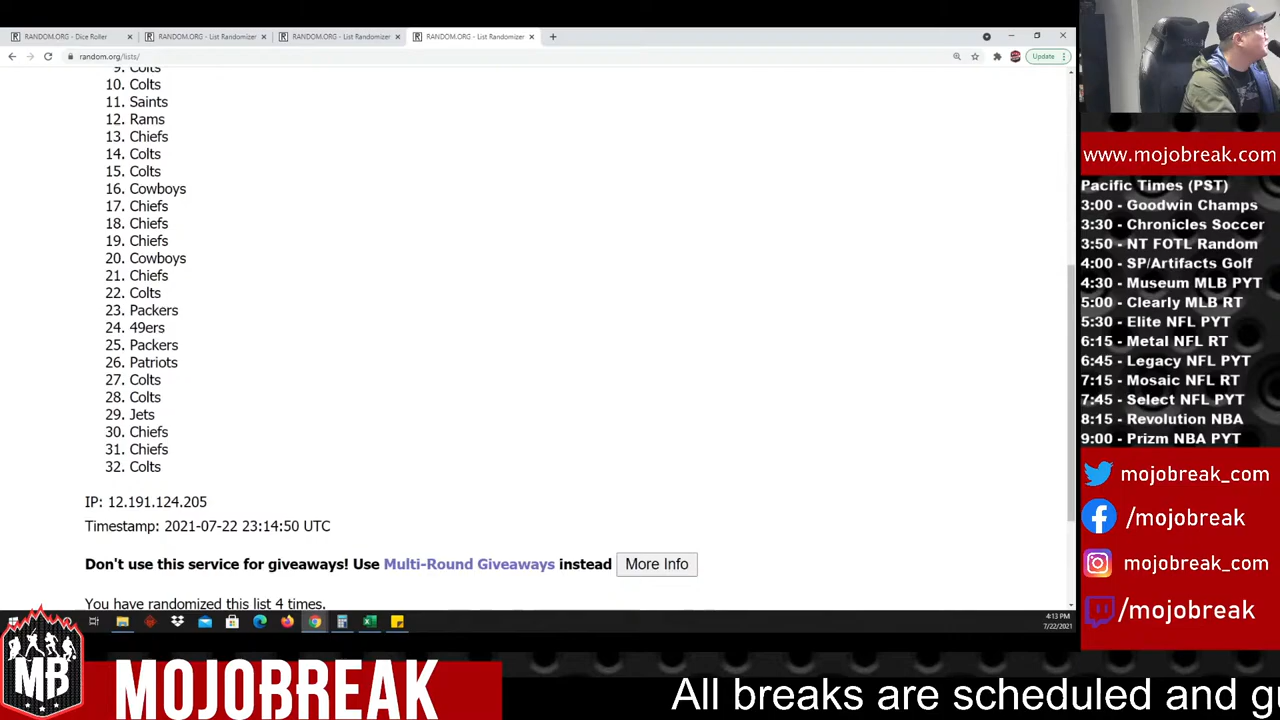 RANDOM.ORG - Dice Roller
RANDOM.ORG - List Randomizer
RANDOM.ORG - List Randomizer
RANDOM.ORG - List Randomizer
random.org/lists/
Update
9. Colts
10. Colts
11. Saints
12. Rams
13. Chiefs
14. Colts
15. Colts
16. Cowboys
17. Chiefs
18. Chiefs
19. Chiefs
20. Cowboys
21. Chiefs
22. Colts
23. Packers
24. 49ers
25. Packers
26. Patriots
27. Colts
28. Colts
29. Jets
30. Chiefs
31. Chiefs
32. Colts
IP: 12.191.124.205
Timestamp: 2021-07-22 23:14:50 UTC
Don't use this service for giveaways! Use Multi-Round Giveaways instead More Info
You have randomized this list 4 times.
4:13 PM
7/22/2021
www.mojobreak.com
Pacific Times (PST)
3:00 - Goodwin Champs
3:30 - Chronicles Soccer
3:50 - NT FOTL Random
4:00 - SP/Artifacts Golf
4:30 - Museum MLB PYT
5:00 - Clearly MLB RT
5:30 - Elite NFL PYT
6:15 - Metal NFL RT
6:45 - Legacy NFL PYT
7:15 - Mosaic NFL RT
7:45 - Select NFL PYT
8:15 - Revolution NBA
9:00 - Prizm NBA PYT
mojobreak_com
/mojobreak
mojobreak_com
/mojobreak
MB
MOJOBREAK
All breaks are scheduled and g